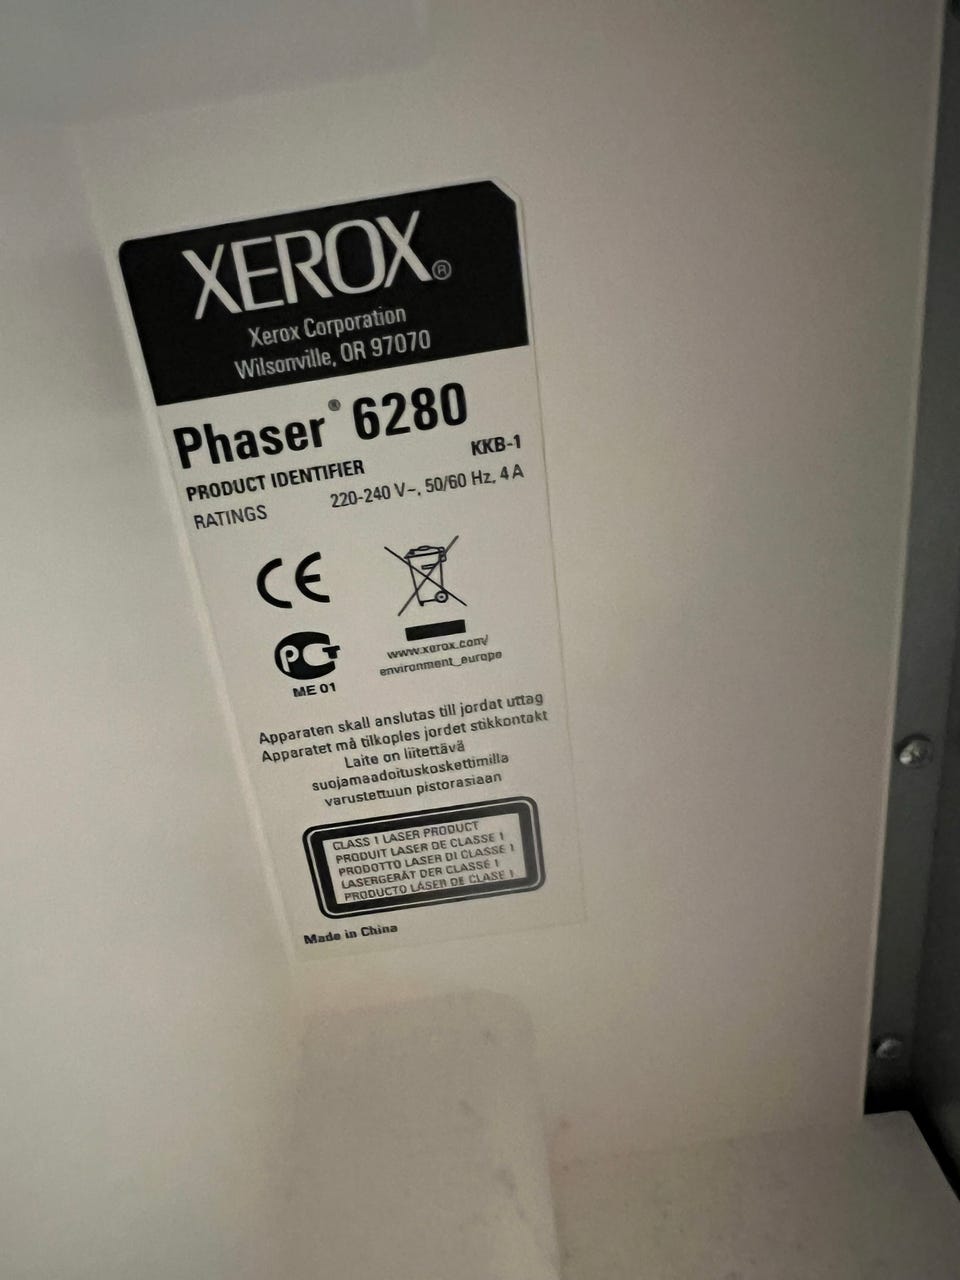 XEROX®
Xerox Corporation
Wilsonville, OR 97070
Phaser® 6280
PRODUCT IDENTIFIER KKB-1
RATINGS 220-240 V~, 50/60 Hz, 4 A
CE
РСТ
ME 01
www.xerox.com/
environment_europe
Apparaten skall anslutas till jordat uttag
Apparatet må tilkoples jordet stikkontakt
Laite on liitettävä
suojamaadoituskoskettimilla
varustettuun pistorasiaan
CLASS 1 LASER PRODUCT
PRODUIT LASER DE CLASSE 1
PRODOTTO LASER DI CLASSE 1
LASERGERÄT DER CLASSE 1
PRODUCTO LÁSER DE CLASE 1
Made in China